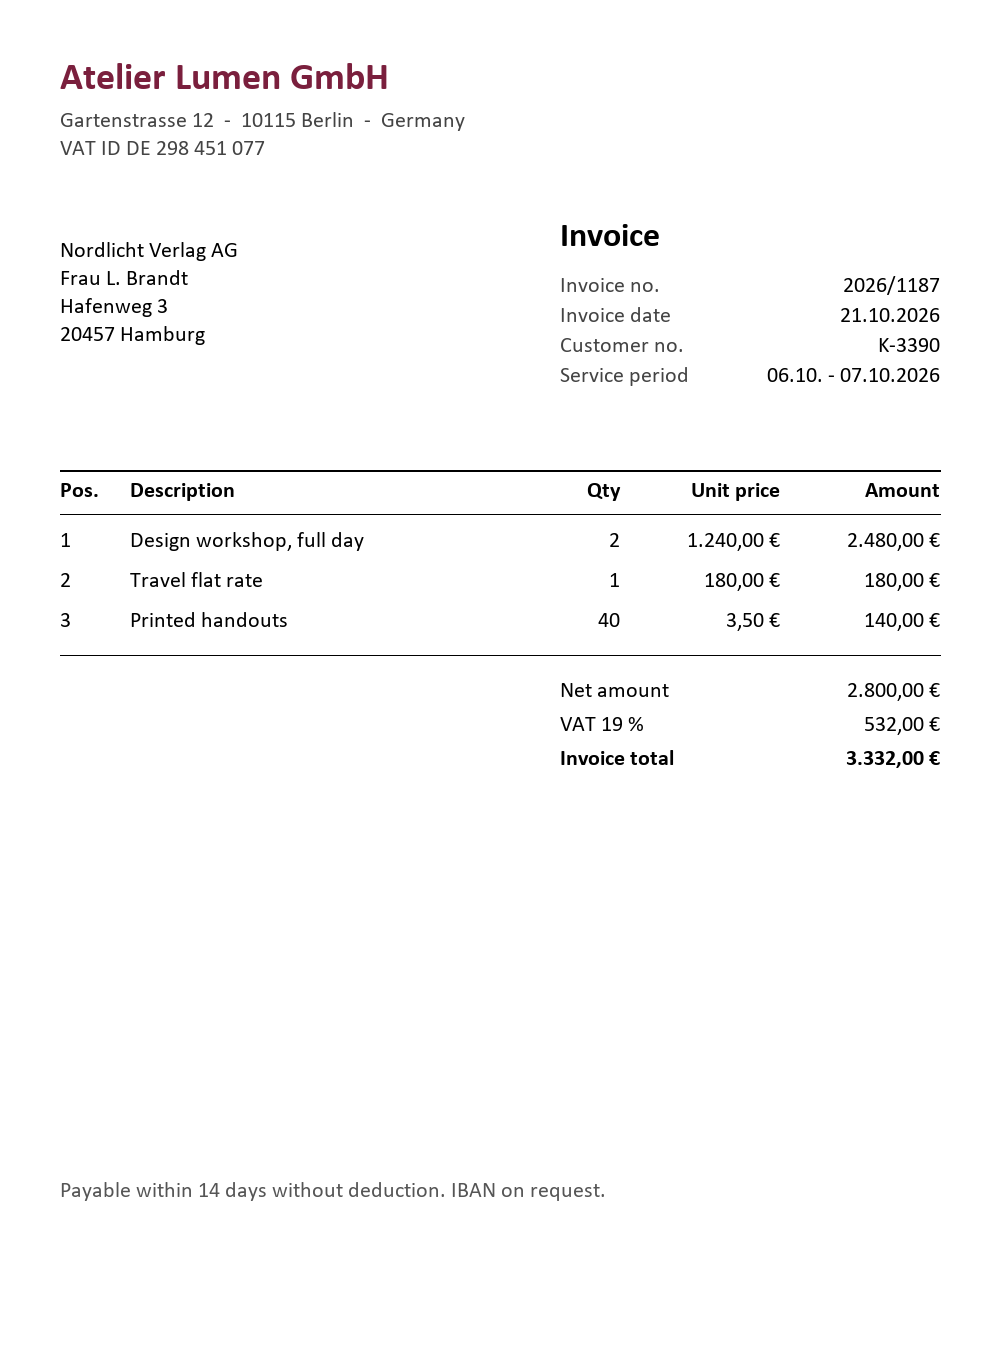 Atelier Lumen GmbH
Gartenstrasse 12 - 10115 Berlin - Germany
VAT ID DE 298 451 077
Nordlicht Verlag AG
Frau L. Brandt
Hafenweg 3
20457 Hamburg
Invoice
Invoice no. 2026/1187
Invoice date 21.10.2026
Customer no. K-3390
Service period 06.10. - 07.10.2026
Pos. Description Qty Unit price Amount
1 Design workshop, full day 2 1.240,00 € 2.480,00 €
2 Travel flat rate 1 180,00 € 180,00 €
3 Printed handouts 40 3,50 € 140,00 €
Net amount 2.800,00 €
VAT 19 % 532,00 €
Invoice total 3.332,00 €
Payable within 14 days without deduction. IBAN on request.